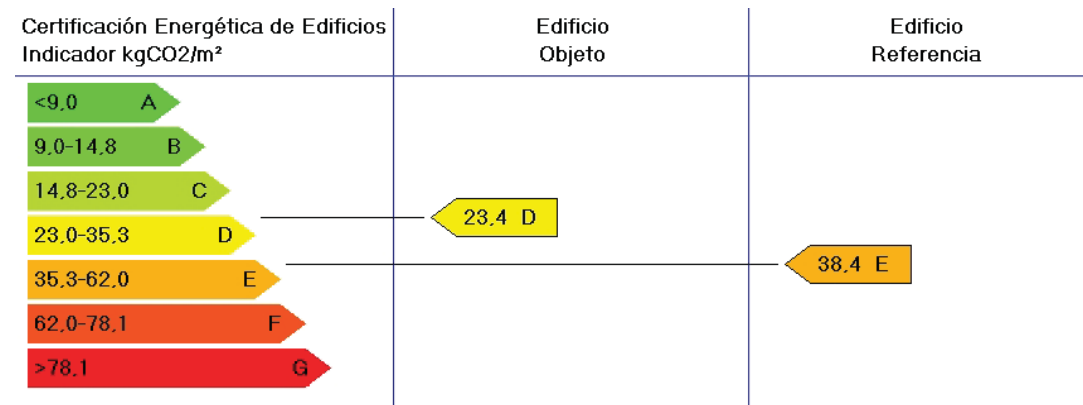 Certificación Energética de Edificios
Indicador kgCO2/m²
Edificio
Objeto
Edificio
Referencia
<9,0 A
9,0-14,8 B
14,8-23,0 C
23,0-35,3 D
35,3-62,0 E
62,0-78,1 F
>78,1 G
23,4 D
38,4 E